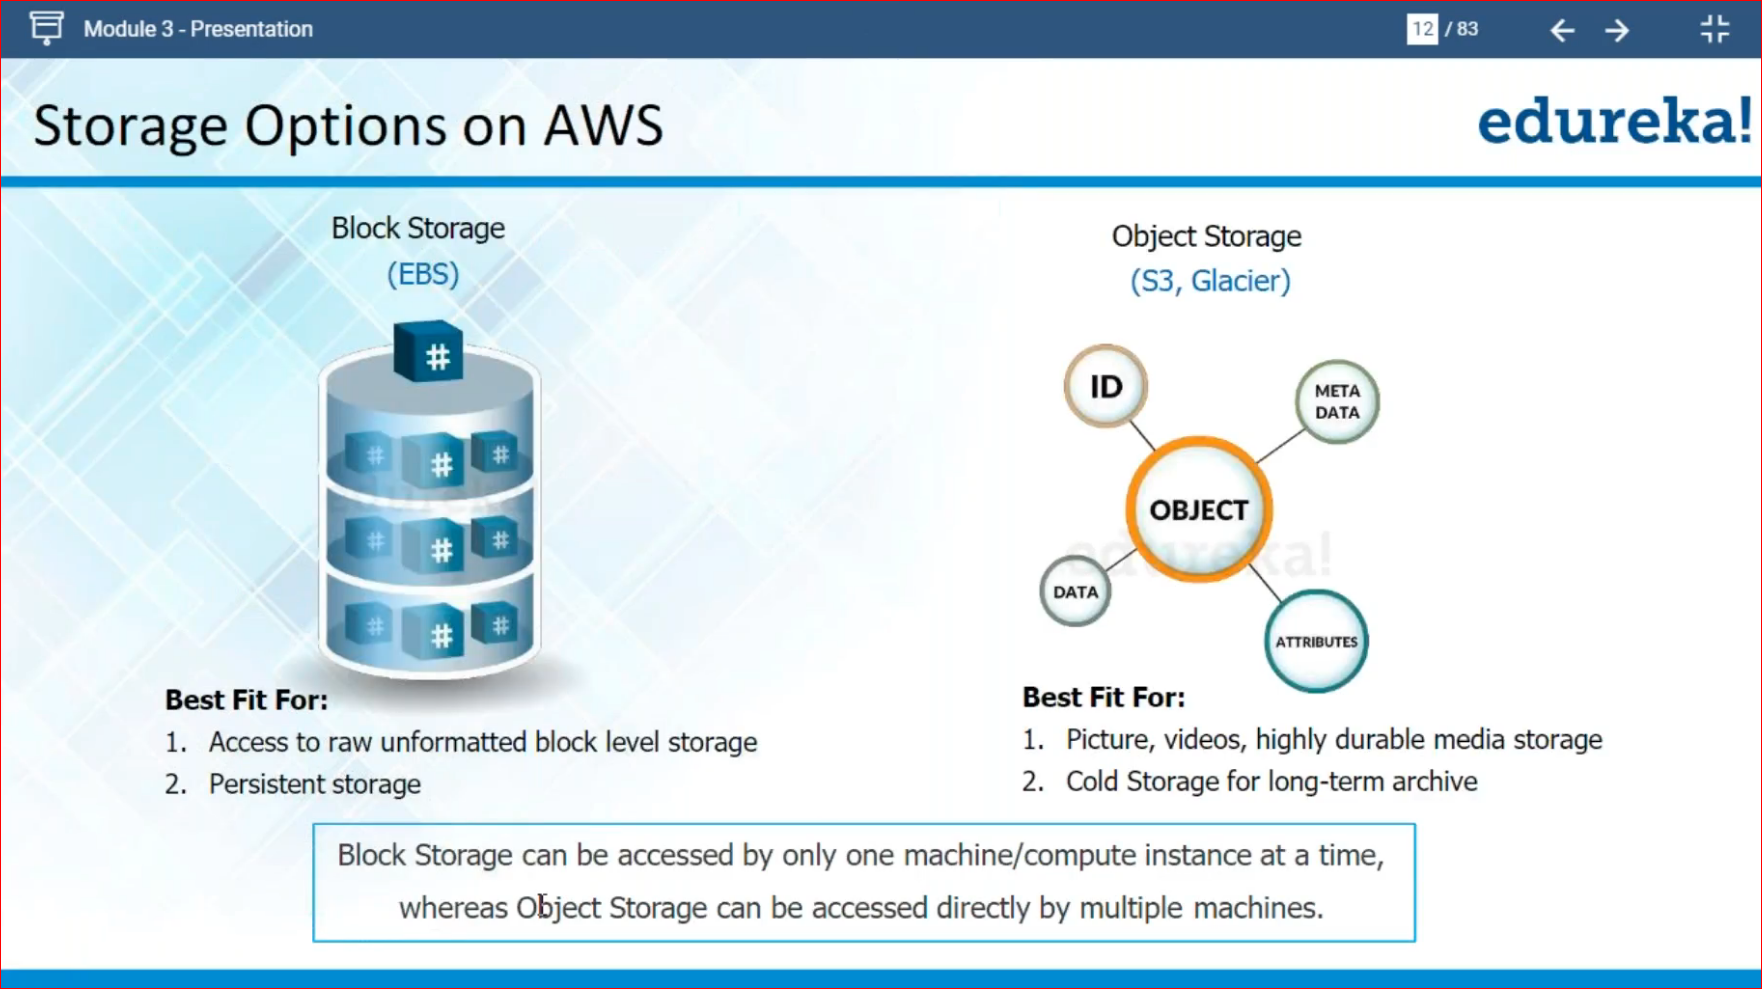 Module 3 - Presentation
12 / 83
Storage Options on AWS
edureka!
Block Storage
(EBS)
#
#
#
#
#
#
#
#
#
#
Best Fit For:
1. Access to raw unformatted block level storage
2. Persistent storage
Object Storage
(S3, Glacier)
ID
META
DATA
OBJECT
edureka!
DATA
ATTRIBUTES
Best Fit For:
1. Picture, videos, highly durable media storage
2. Cold Storage for long-term archive
Block Storage can be accessed by only one machine/compute instance at a time,
whereas Object Storage can be accessed directly by multiple machines.